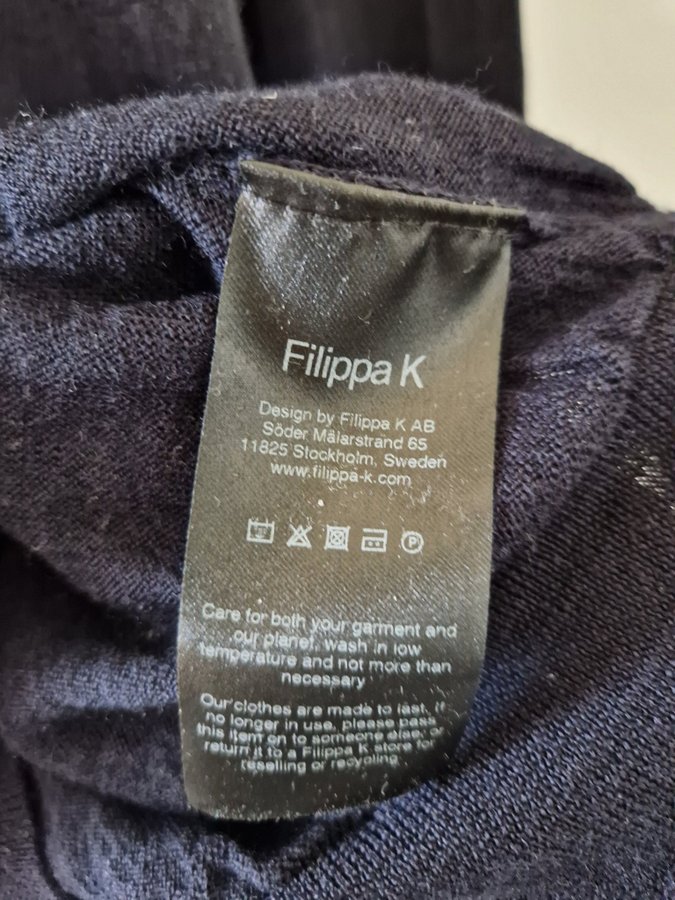 Filippa K
Design by Filippa K AB
Söder Mälarstrand 65
11825 Stockholm, Sweden
www.filippa-k.com
P
Care for both your garment and
our planet, wash in low
temperature and not more than
necessary
Our clothes are made to last. If
no longer in use, please pass
this item on to someone else, or
return it to a Filippa K store for
reselling or recycling